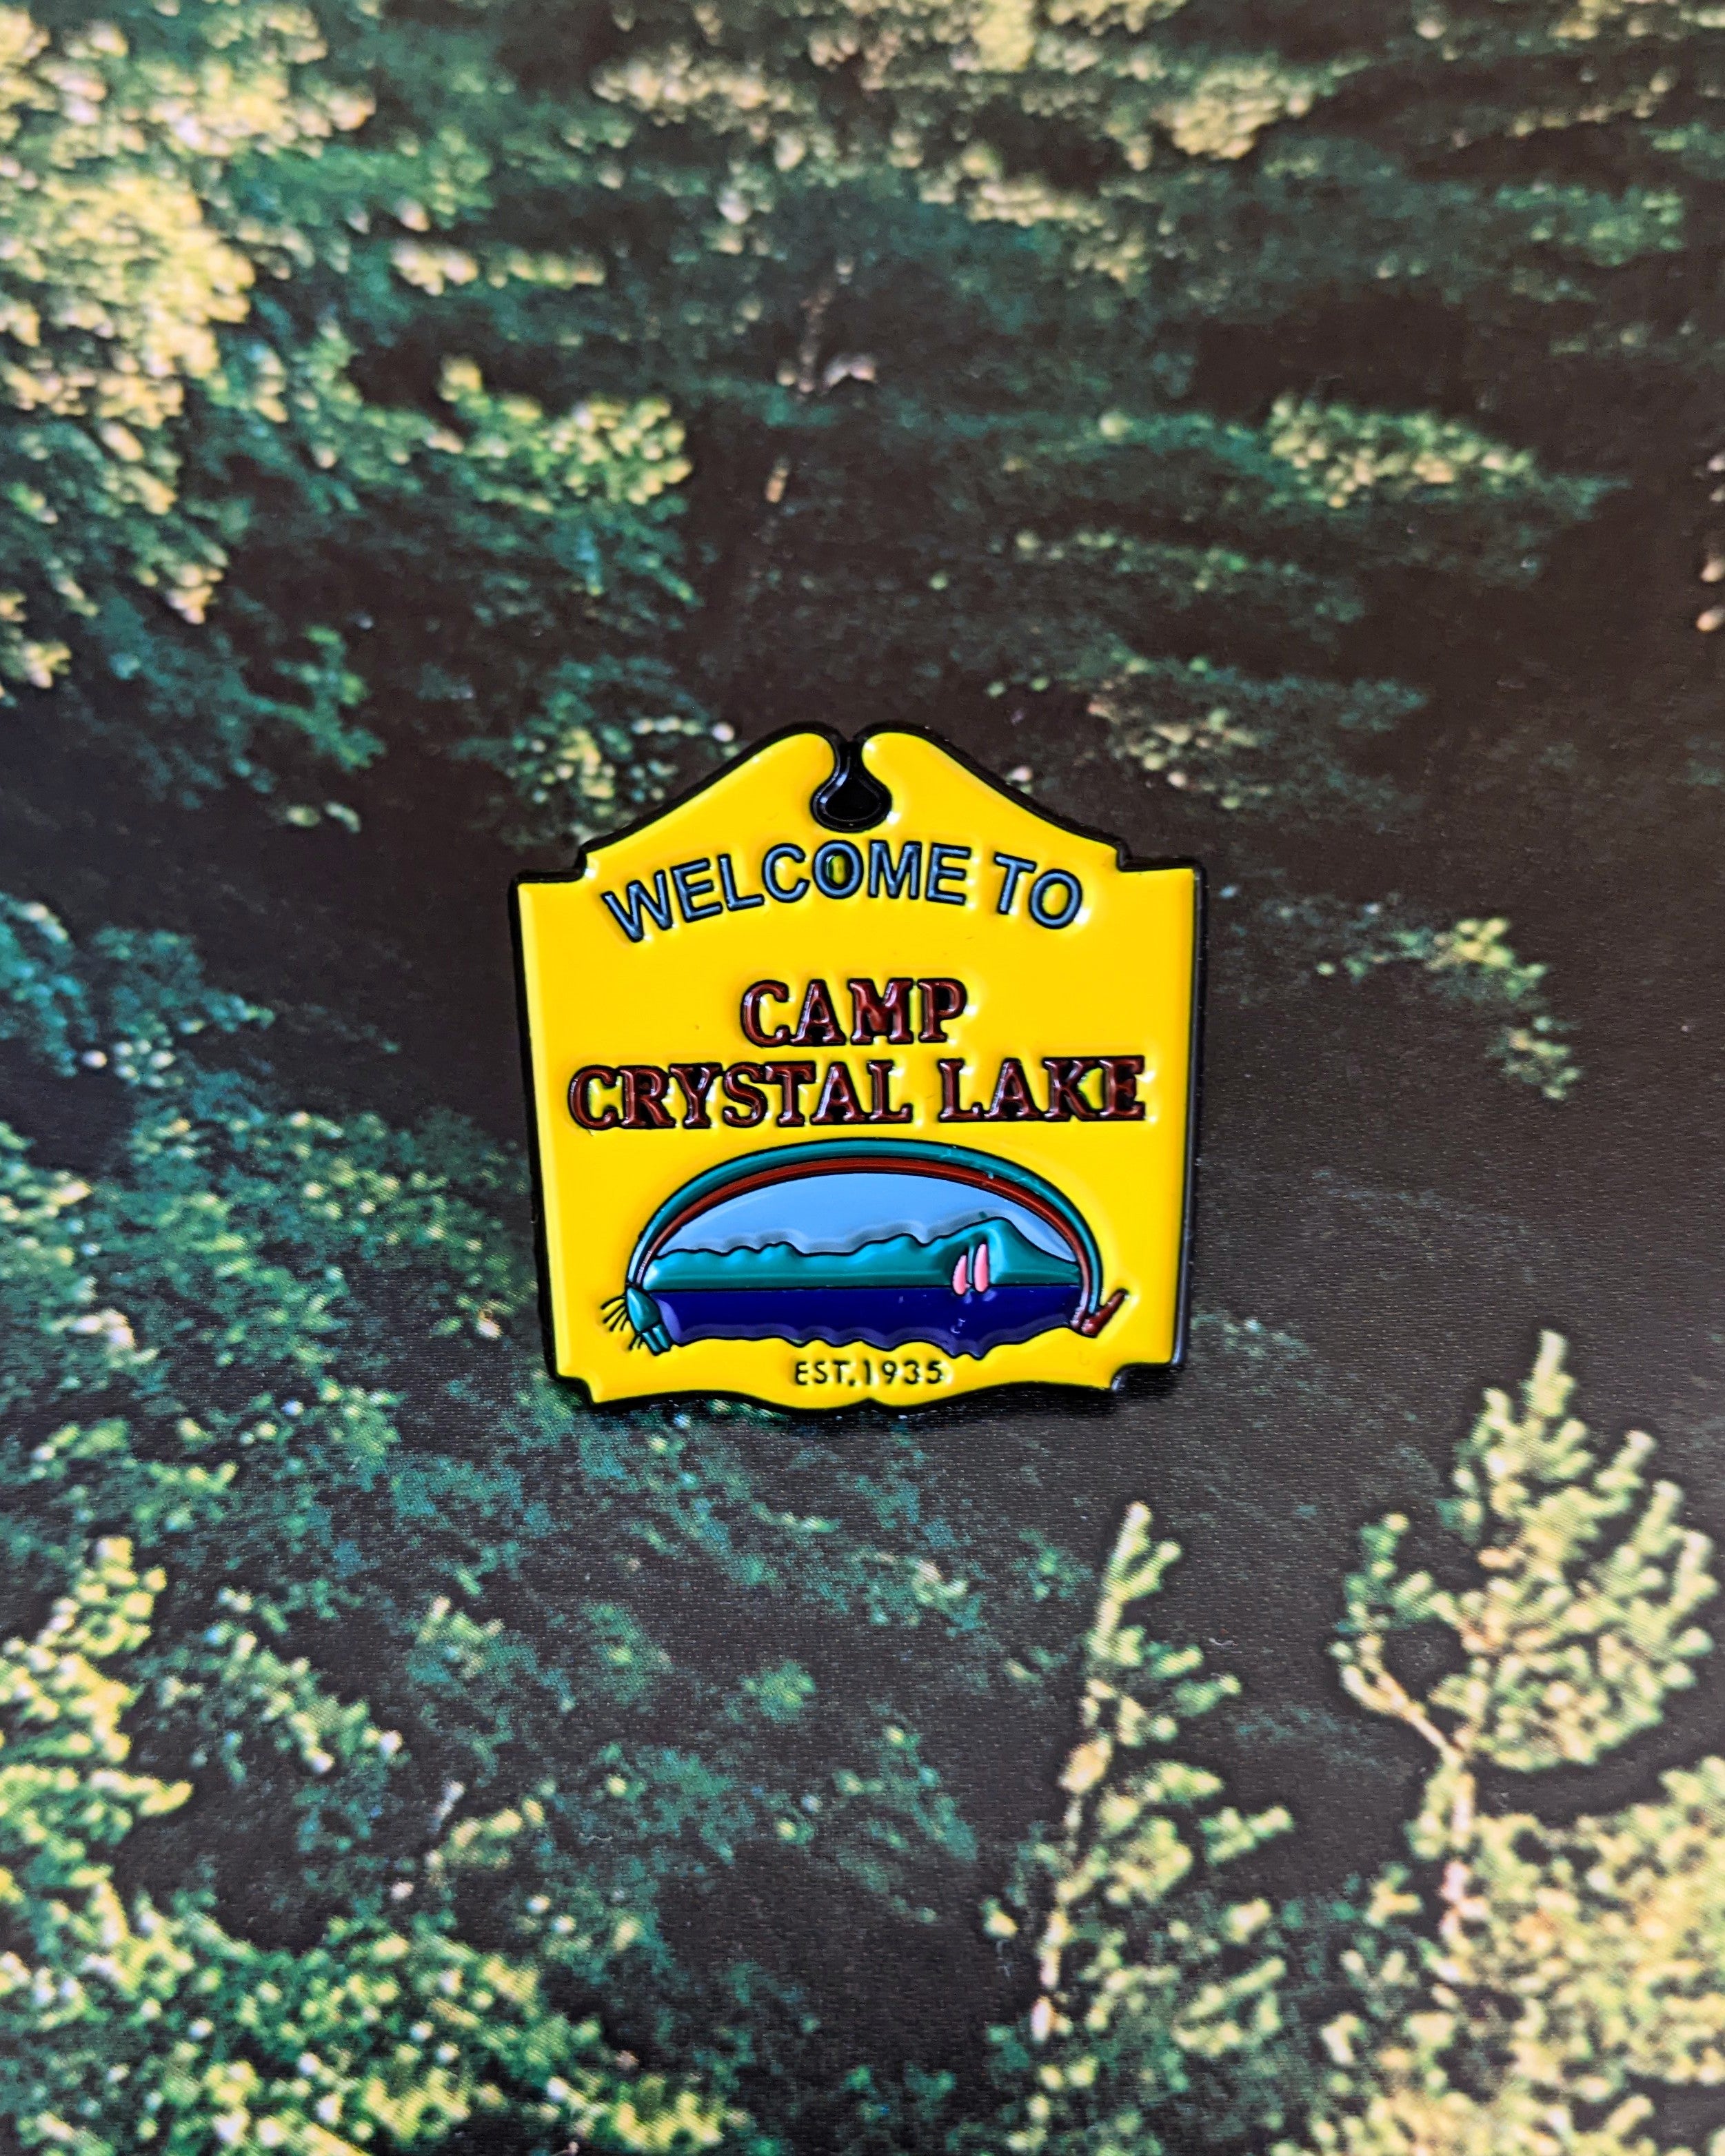 WELCOME TO
CAMP
CRYSTAL LAKE
EST.1935